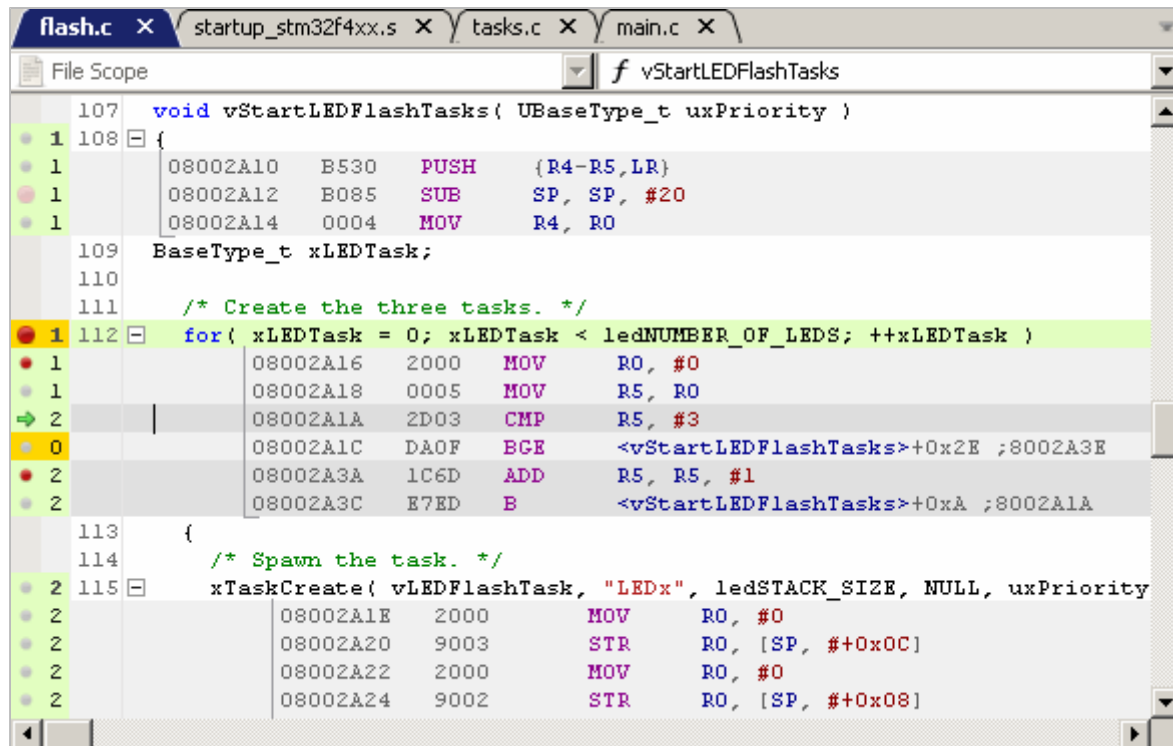 flash.c X startup_stm32f4xx.s X tasks.c X main.c X
File Scope f vStartLEDFlashTasks
107 void vStartLEDFlashTasks( UBaseType_t uxPriority )
1 108 {
1 08002A10 B530 PUSH {R4-R5,LR}
1 08002A12 B085 SUB SP, SP, #20
1 08002A14 0004 MOV R4, R0
109 BaseType_t xLEDTask;
110
111 /* Create the three tasks. */
1 112 for( xLEDTask = 0; xLEDTask < ledNUMBER_OF_LEDS; ++xLEDTask )
1 08002A16 2000 MOV R0, #0
1 08002A18 0005 MOV R5, R0
2 08002A1A 2D03 CMP R5, #3
0 08002A1C DA0F BGE <vStartLEDFlashTasks>+0x2E ;8002A3E
2 08002A3A 1C6D ADD R5, R5, #1
2 08002A3C E7ED B <vStartLEDFlashTasks>+0xA ;8002A1A
113 {
114 /* Spawn the task. */
2 115 xTaskCreate( vLEDFlashTask, "LEDx", ledSTACK_SIZE, NULL, uxPriority
2 08002A1E 2000 MOV R0, #0
2 08002A20 9003 STR R0, [SP, #+0x0C]
2 08002A22 2000 MOV R0, #0
2 08002A24 9002 STR R0, [SP, #+0x08]